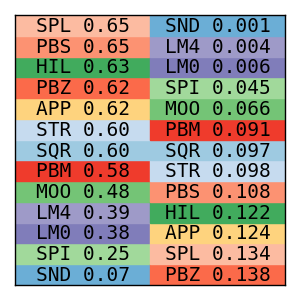 SPL 0.65 SND 0.001
PBS 0.65 LM4 0.004
HIL 0.63 LM0 0.006
PBZ 0.62 SPI 0.045
APP 0.62 MOO 0.066
STR 0.60 PBM 0.091
SQR 0.60 SQR 0.097
PBM 0.58 STR 0.098
MOO 0.48 PBS 0.108
LM4 0.39 HIL 0.122
LM0 0.38 APP 0.124
SPI 0.25 SPL 0.134
SND 0.07 PBZ 0.138